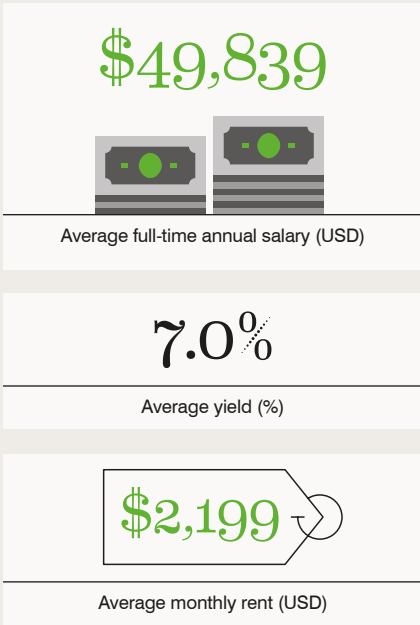 $49,839
Average full-time annual salary (USD)
7.0%
Average yield (%)
$2,199
Average monthly rent (USD)